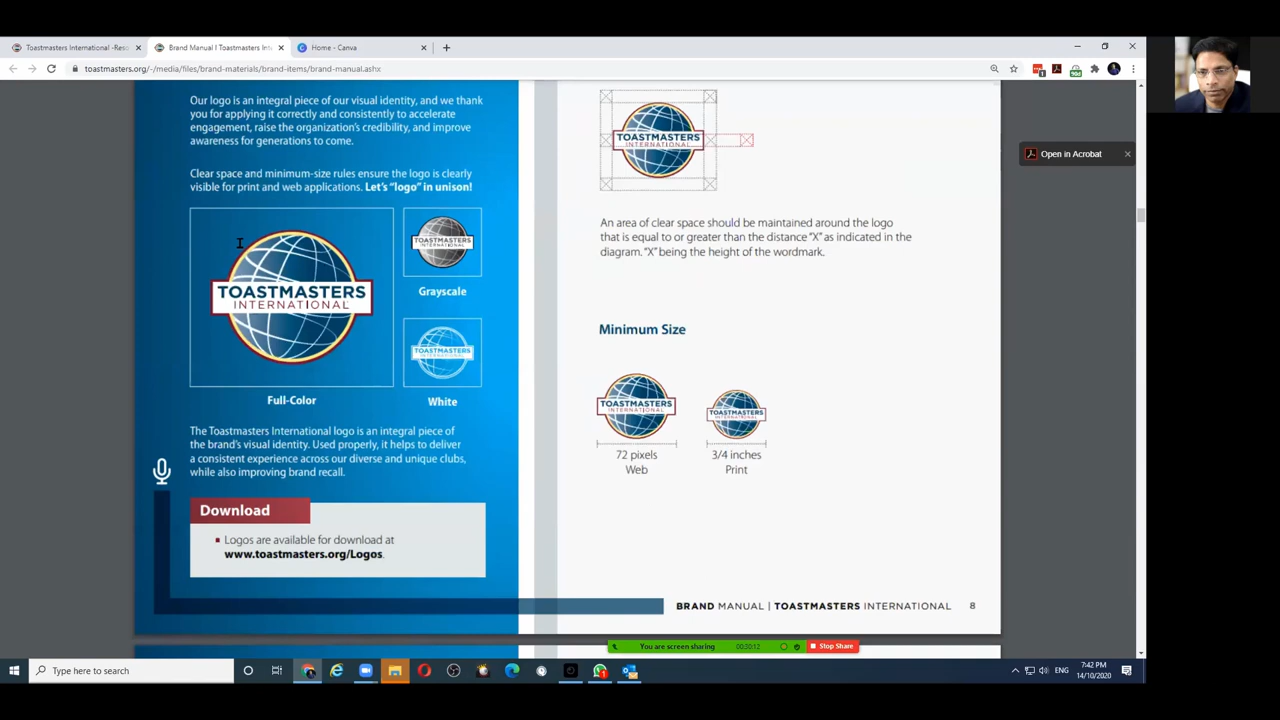 Toastmasters International -Reso
Brand Manual | Toastmasters Inte
Home - Canva
toastmasters.org/-/media/files/brand-materials/brand-items/brand-manual.ashx
Our logo is an integral piece of our visual identity, and we thank
you for applying it correctly and consistently to accelerate
engagement, raise the organization's credibility, and improve
awareness for generations to come.
Clear space and minimum-size rules ensure the logo is clearly
visible for print and web applications. Let's "logo" in unison!
TOASTMASTERS
INTERNATIONAL
TOASTMASTERS
INTERNATIONAL
Grayscale
TOASTMASTERS
INTERNATIONAL
Full-Color
White
The Toastmasters International logo is an integral piece of
the brand's visual identity. Used properly, it helps to deliver
a consistent experience across our diverse and unique clubs,
while also improving brand recall.
Download
Logos are available for download at
www.toastmasters.org/Logos.
TOASTMASTERS
INTERNATIONAL
An area of clear space should be maintained around the logo
that is equal to or greater than the distance "X" as indicated in the
diagram. "X" being the height of the wordmark.
Minimum Size
TOASTMASTERS
INTERNATIONAL
TOASTMASTERS
INTERNATIONAL
72 pixels
Web
3/4 inches
Print
BRAND MANUAL | TOASTMASTERS INTERNATIONAL 8
Open in Acrobat
You are screen sharing
00:30:12
Stop Share
Type here to search
ENG
7:42 PM
14/10/2020